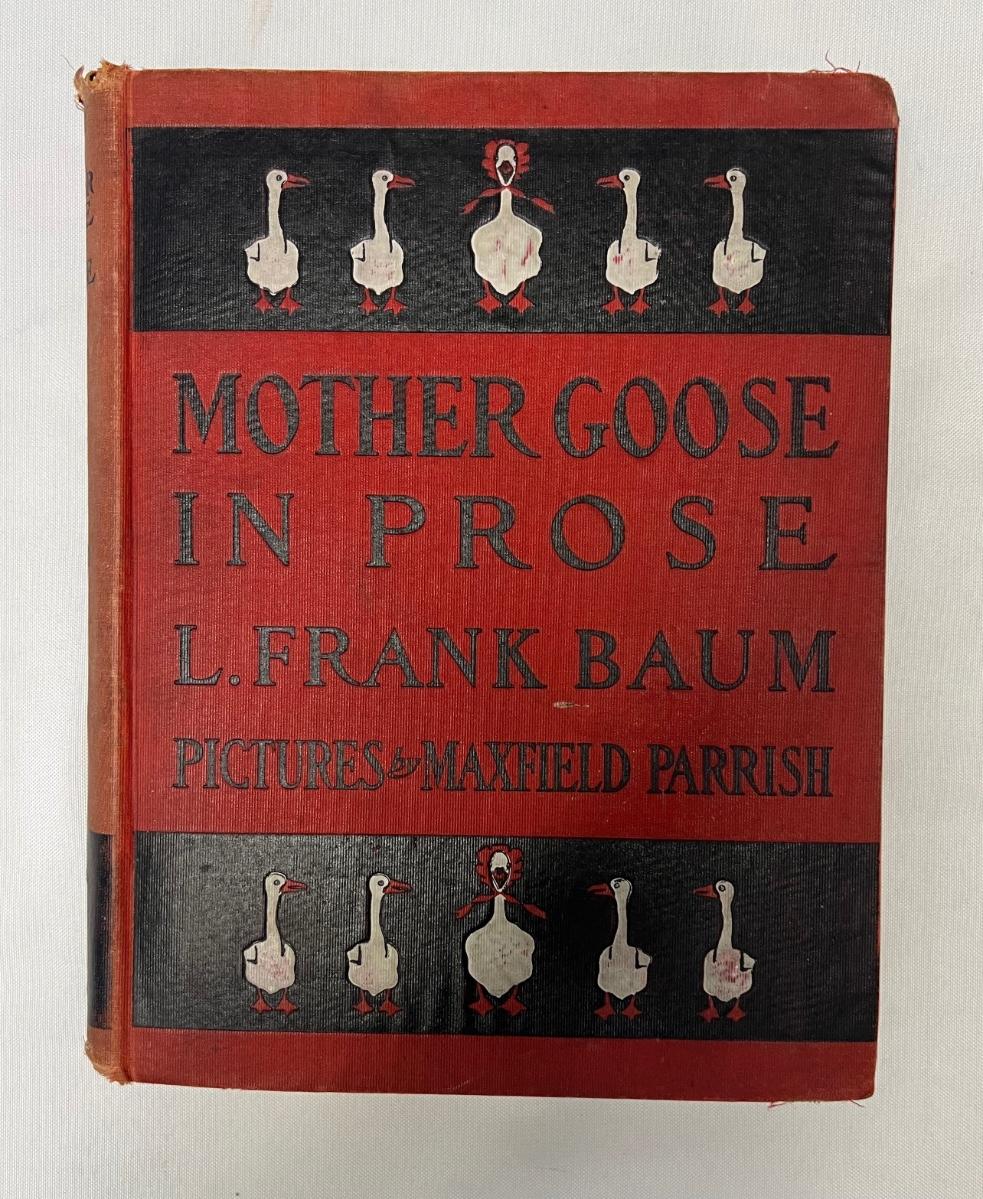 MOTHER GOOSE
IN PROSE
L. FRANK BAUM
PICTURES by MAXFIELD PARRISH